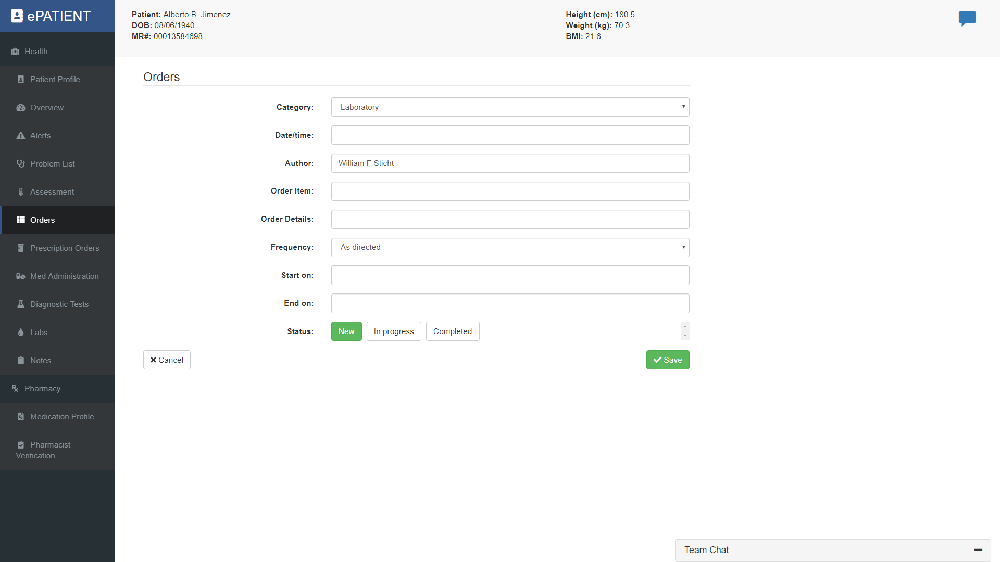 ePATIENT
Health
Patient Profile
Overview
Alerts
Problem List
Assessment
Orders
Prescription Orders
Med Administration
Diagnostic Tests
Labs
Notes
Pharmacy
Medication Profile
Pharmacist
Verification
Patient: Alberto B. Jimenez
DOB: 08/06/1940
MR#: 00013584698
Height (cm): 180.5
Weight (kg): 70.3
BMI: 21.6
Orders
Category: Laboratory
Date/time:
Author: William F Sticht
Order Item:
Order Details:
Frequency: As directed
Start on:
End on:
Status: New In progress Completed
Cancel Save
Team Chat